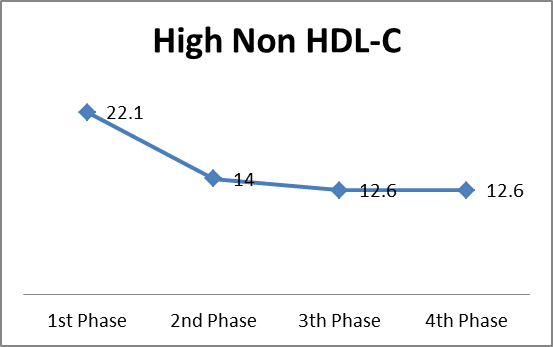 High Non HDL-C
22.1
14
12.6
12.6
1st Phase 2nd Phase 3th Phase 4th Phase